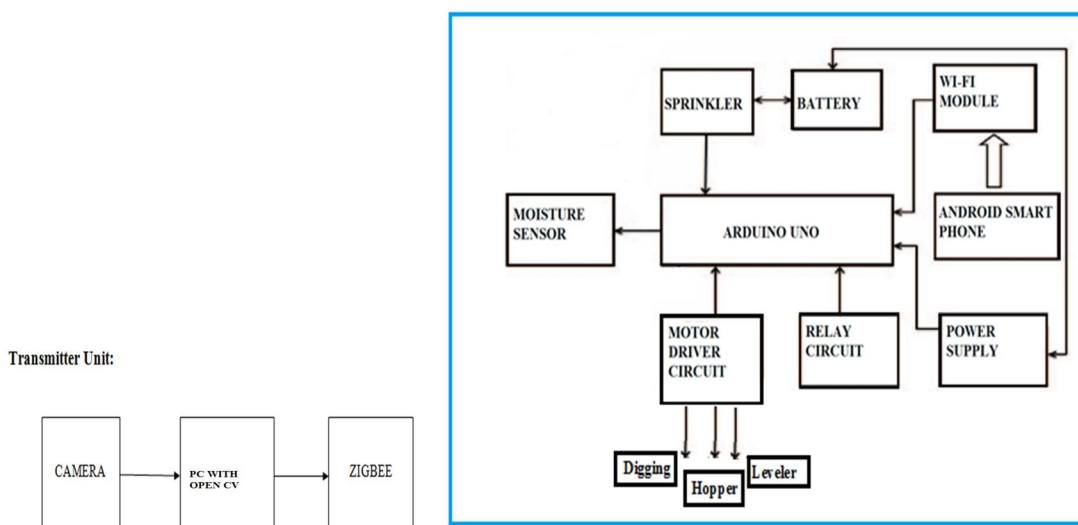 Transmitter Unit:
CAMERA
PC WITH
OPEN CV
ZIGBEE
SPRINKLER
BATTERY
WI-FI
MODULE
MOISTURE
SENSOR
ARDUINO UNO
ANDROID SMART
PHONE
MOTOR
DRIVER
CIRCUIT
RELAY
CIRCUIT
POWER
SUPPLY
Digging
Hopper
Leveler